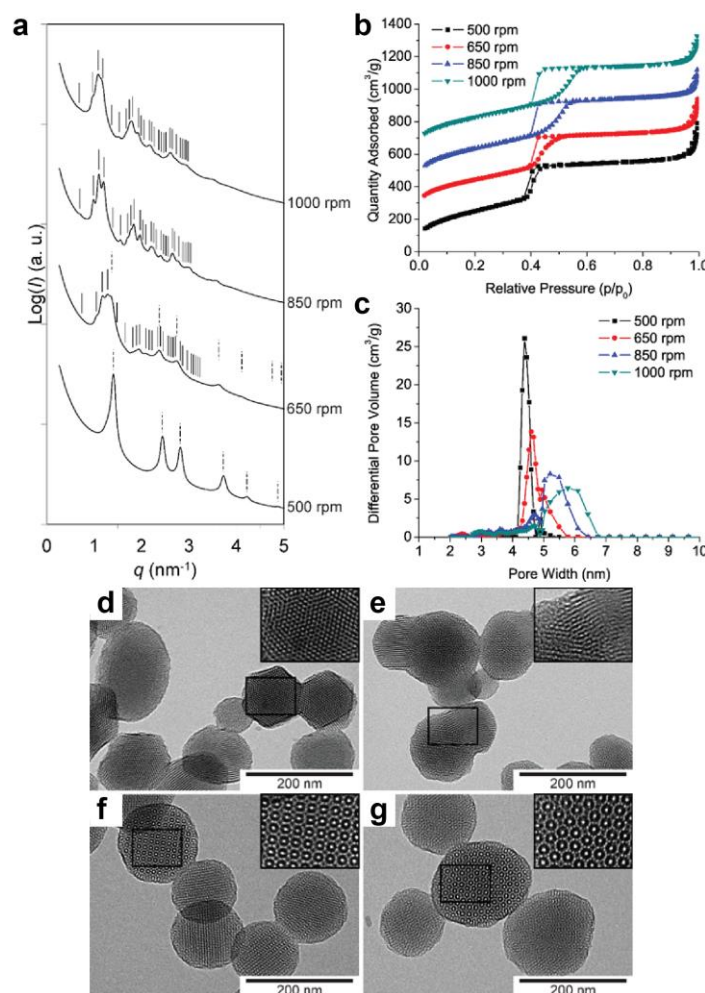 a
Log(I) (a. u.)
1000 rpm
850 rpm
650 rpm
500 rpm
0 1 2 3 4 5
q (nm⁻¹)
b
Quantity Adsorbed (cm³/g)
1400
1200
1000
800
600
400
200
500 rpm
650 rpm
850 rpm
1000 rpm
0.0 0.2 0.4 0.6 0.8 1.0
Relative Pressure (p/p₀)
c
Differential Pore Volume (cm³/g)
30
25
20
15
10
5
0
500 rpm
650 rpm
850 rpm
1000 rpm
1 2 3 4 5 6 7 8 9 10
Pore Width (nm)
d
200 nm
e
200 nm
f
200 nm
g
200 nm